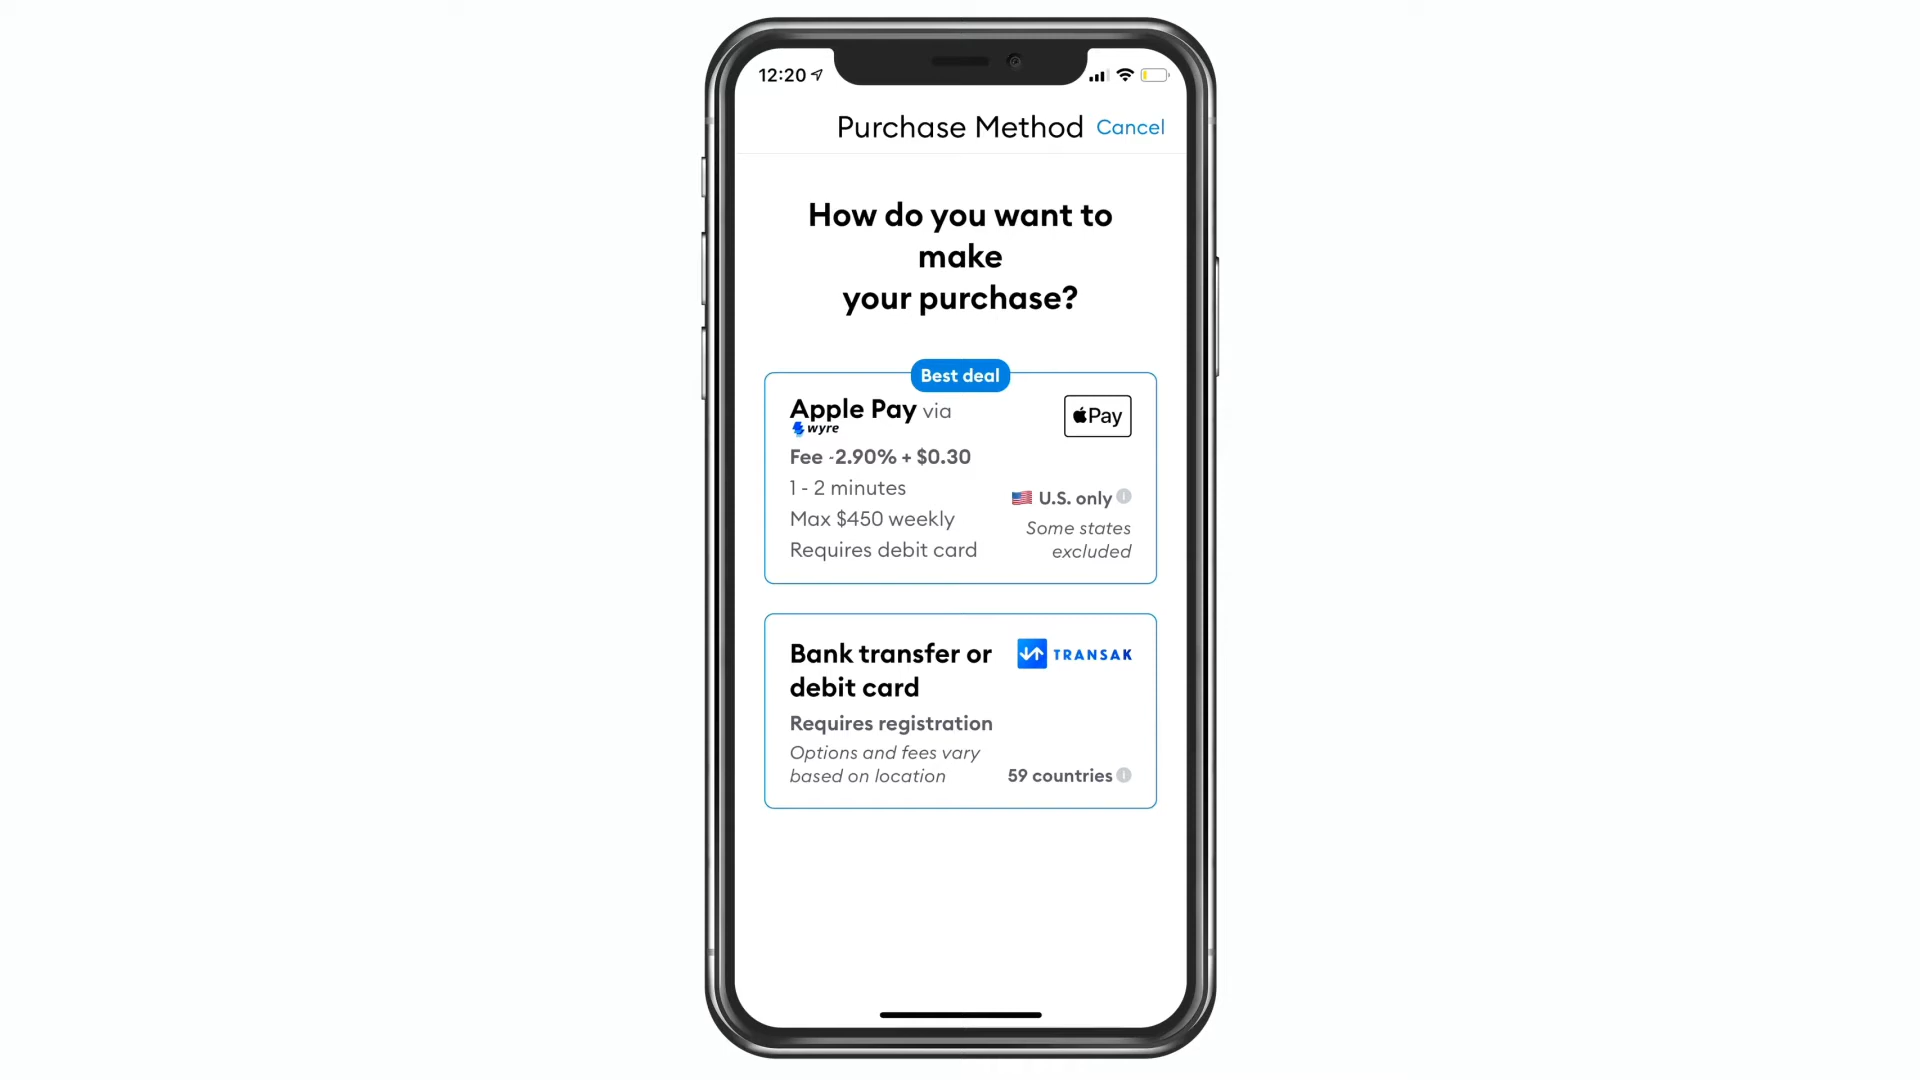 12:20
Purchase Method Cancel
How do you want to
make
your purchase?
Best deal
Apple Pay via
wyre
Pay
Fee -2.90% + $0.30
1 - 2 minutes
Max $450 weekly
Requires debit card
U.S. only
Some states
excluded
Bank transfer or
debit card
TRANSAK
Requires registration
Options and fees vary
based on location
59 countries